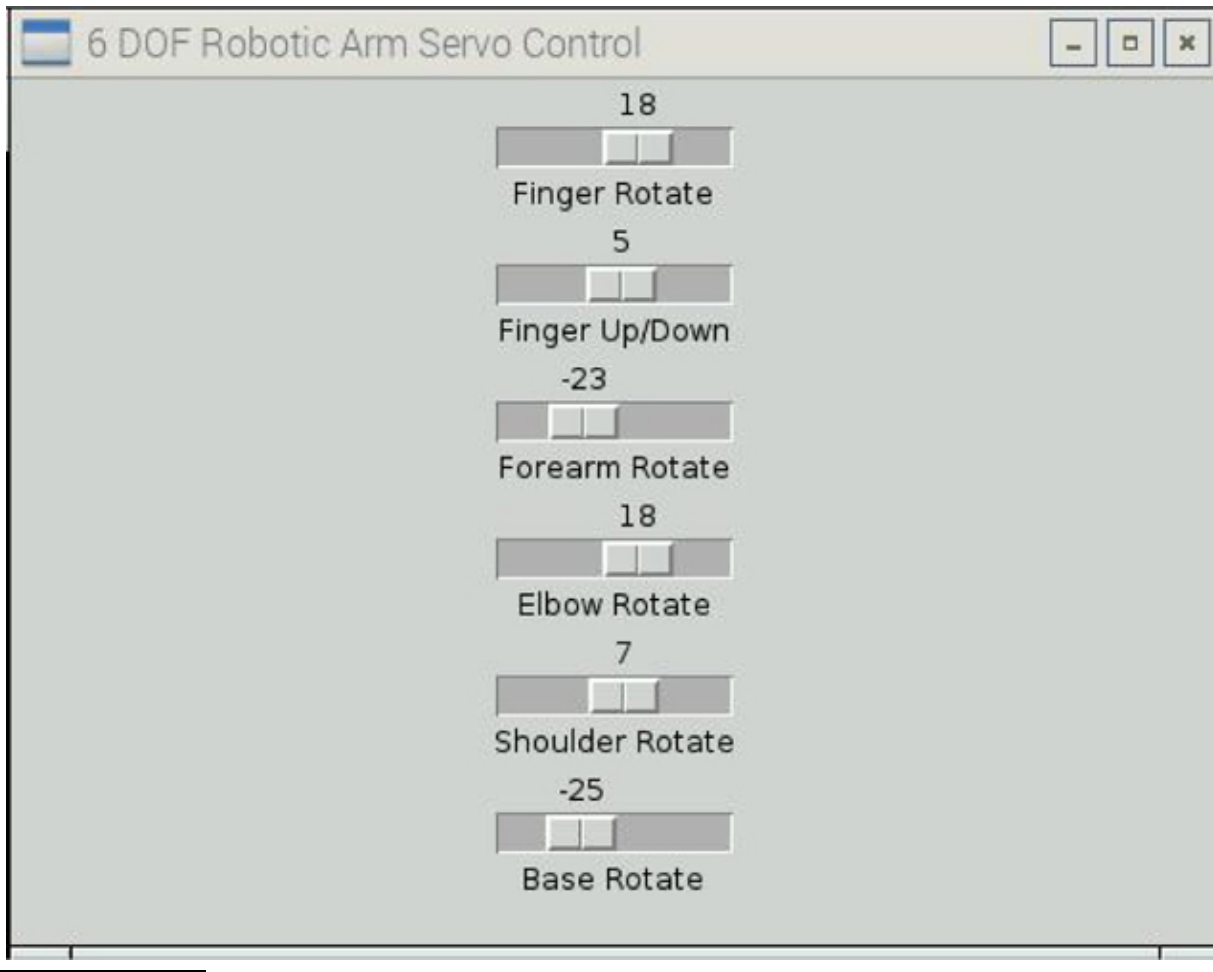 6 DOF Robotic Arm Servo Control
18
Finger Rotate
5
Finger Up/Down
-23
Forearm Rotate
18
Elbow Rotate
7
Shoulder Rotate
-25
Base Rotate